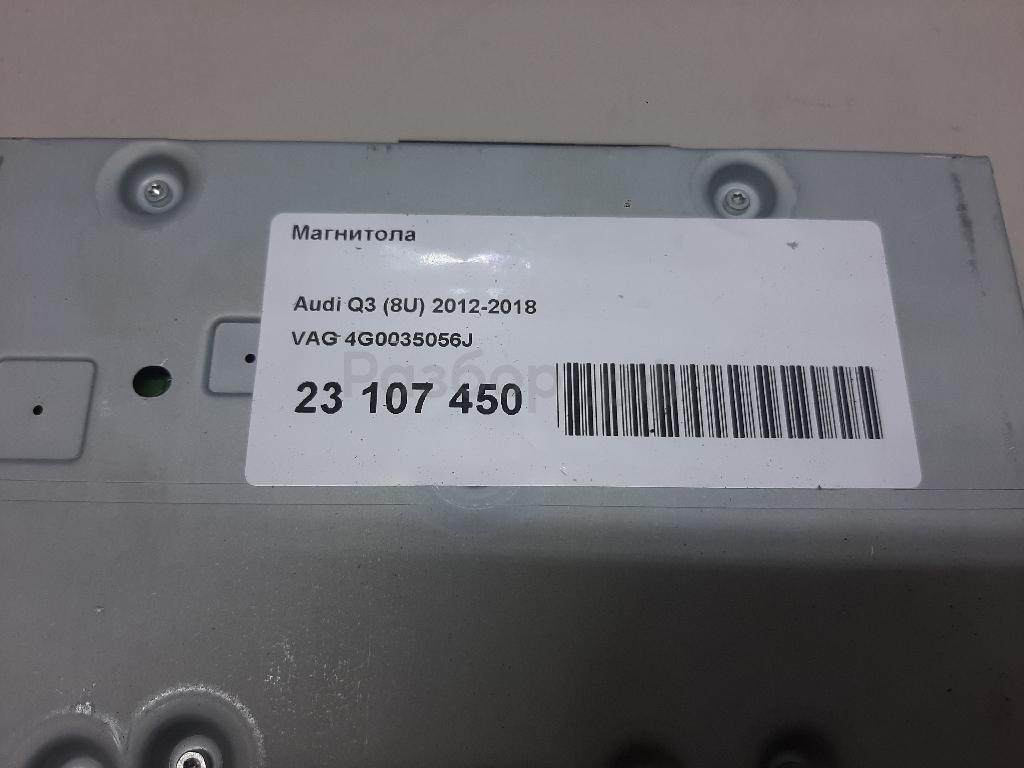 Магнитола
Audi Q3 (8U) 2012-2018
VAG 4G0035056J
23 107 450